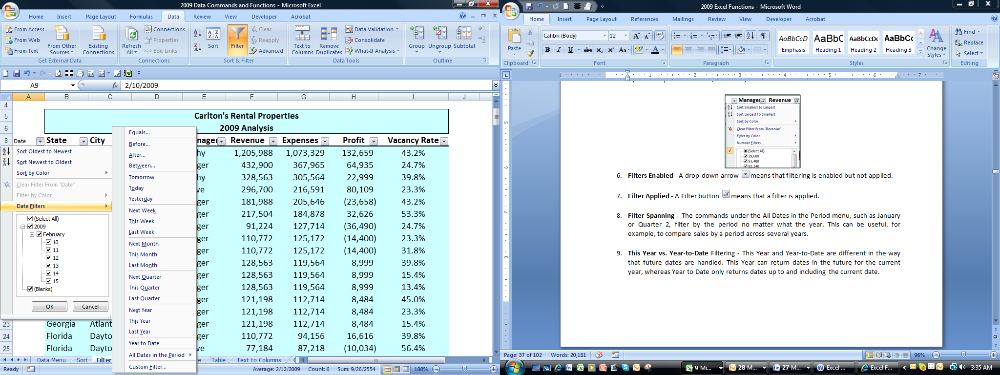 2009 Data Commands and Functions - Microsoft Excel
Home Insert Page Layout Formulas Data Review View Developer Acrobat
From Access
From Web
From Text
From Other Sources
Existing Connections
Get External Data
Refresh All
Connections
Properties
Edit Links
Connections
Sort
Filter
Clear
Reapply
Advanced
Sort & Filter
Text to Columns
Remove Duplicates
Data Validation
Consolidate
What-If Analysis
Data Tools
Group Ungroup Subtotal
Outline
A9 fx 2/10/2009
A B C D E F G H I J
4
5 Carlton's Rental Properties
6 2009 Analysis
8 Date State City nager Revenue Expenses Profit Vacancy Rate
hy 1,205,988 1,073,329 132,659 43.2%
ger 432,900 367,965 64,935 24.7%
hy 328,563 305,564 22,999 39.8%
ve 296,700 216,591 80,109 23.3%
ger 181,988 205,646 (23,658) 43.2%
ger 217,504 184,878 32,626 53.3%
ger 91,224 127,714 (36,490) 24.7%
ger 110,772 125,172 (14,400) 23.3%
ger 110,772 125,172 (14,400) 31.8%
ger 128,563 119,564 8,999 39.8%
ger 128,563 119,564 8,999 15.4%
ger 128,563 119,564 8,999 13.4%
ger 121,198 112,714 8,484 45.0%
ger 121,198 112,714 8,484 23.3%
23 Georgia Atlant ger 121,198 112,714 8,484 15.4%
24 Florida Dayto ger 110,772 94,156 16,616 39.8%
25 Florida Dayto ve 77,184 87,218 (10,034) 56.4%
Sort Oldest to Newest
Sort Newest to Oldest
Sort by Color
Clear Filter From "Date"
Filter by Color
Date Filters
(Select All)
2009
February
10
11
12
13
14
15
(Blanks)
OK Cancel
Equals...
Before...
After...
Between...
Tomorrow
Today
Yesterday
Next Week
This Week
Last Week
Next Month
This Month
Last Month
Next Quarter
This Quarter
Last Quarter
Next Year
This Year
Last Year
Year to Date
All Dates in the Period
Custom Filter...
Data Menu Sort Filter Table Text to Columns
Ready Average: 2/12/2009 Count: 6 Sum: 9/26/2554 100%
2009 Excel Functions - Microsoft Word
Home Insert Page Layout References Mailings Review View Developer Acrobat
Paste
Clipboard
Calibri (Body) 12
B I U abc x₂ x² Aa
Font
Paragraph
AaBbCcD Emphasis
AaBbC Heading 1
AaBbCcDc Heading 2
AaBbCc Heading 3
Change Styles
Styles
Find
Replace
Select
Editing
1 1 2 3 4 5 6 7
Manager Revenue
Sort Smallest to Largest
Sort Largest to Smallest
Sort by Color
Clear Filter From "Revenue"
Filter by Color
Number Filters
(Select All)
39,600
51,480
52,140
6. Filters Enabled - A drop-down arrow means that filtering is enabled but not applied.
7. Filter Applied - A Filter button means that a filter is applied.
8. Filter Spanning - The commands under the All Dates in the Period menu, such as January
or Quarter 2, filter by the period no matter what the year. This can be useful, for
example, to compare sales by a period across several years.
9. This Year vs. Year-to-Date Filtering - This Year and Year-to-Date are different in the way
that future dates are handled. This Year can return dates in the future for the current
year, whereas Year to Date only returns dates up to and including the current date.
Page: 37 of 102 Words: 20,181 96%
9 Mi... 28 M... 27 M... Excel ... Excel F... 3:35 AM